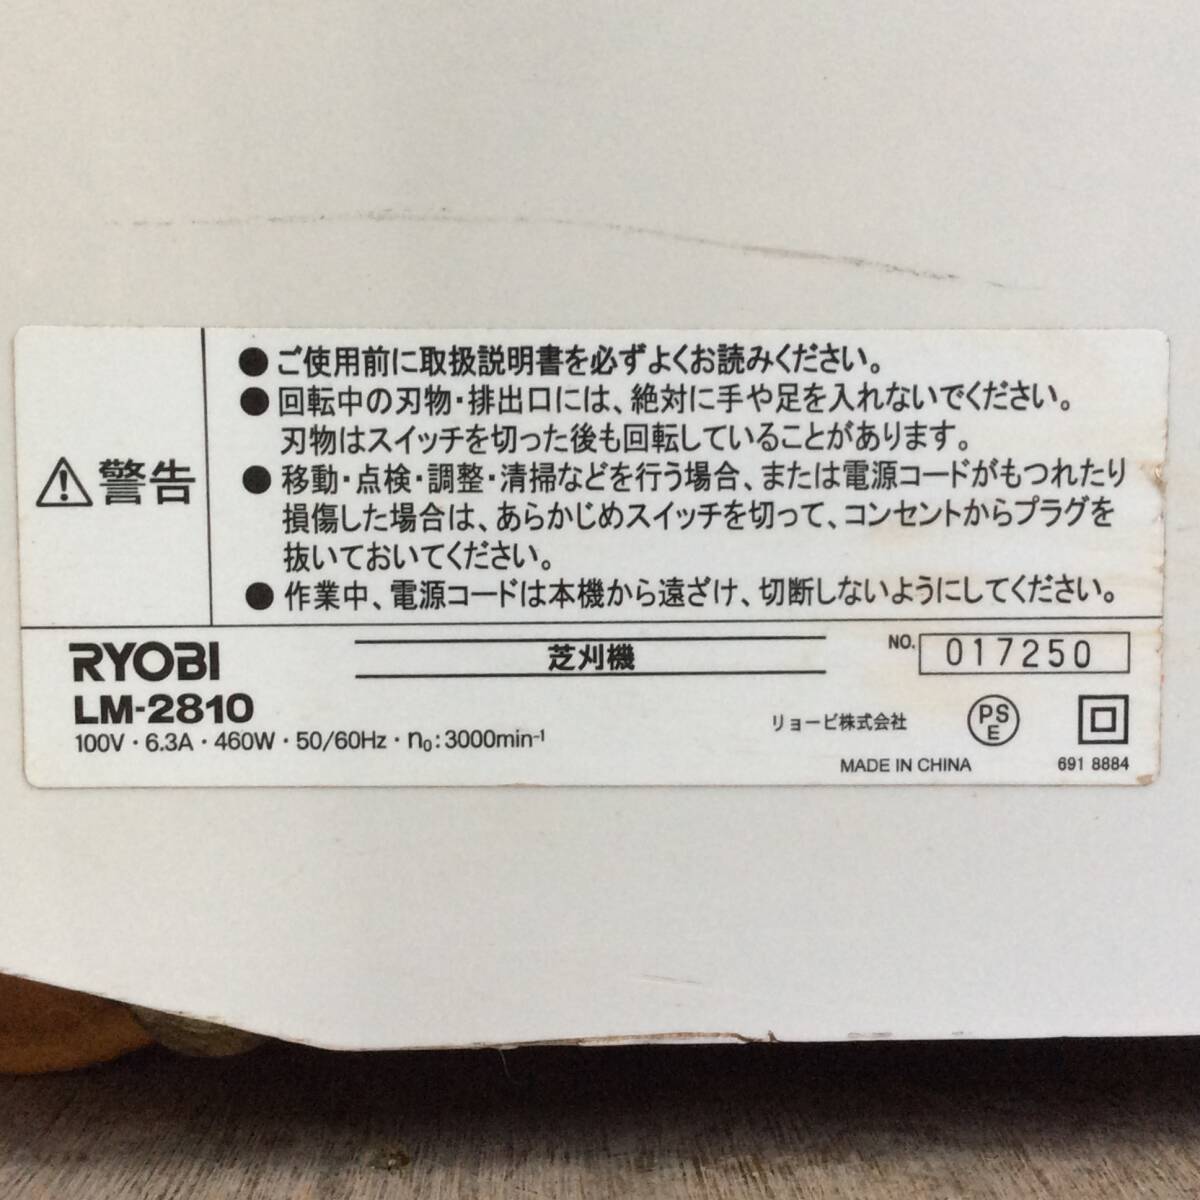 警告
●ご使用前に取扱説明書を必ずよくお読みください。
●回転中の刃物・排出口には、絶対に手や足を入れないでください。
刃物はスイッチを切った後も回転していることがあります。
●移動・点検・調整・清掃などを行う場合、または電源コードがもつれたり
損傷した場合は、あらかじめスイッチを切って、コンセントからプラグを
抜いておいてください。
●作業中、電源コードは本機から遠ざけ、切断しないようにしてください。
RYOBI
LM-2810
100V・6.3A・460W・50/60Hz・n₀:3000min⁻¹
芝刈機
NO. 017250
リョービ株式会社
PSE
MADE IN CHINA
691 8884